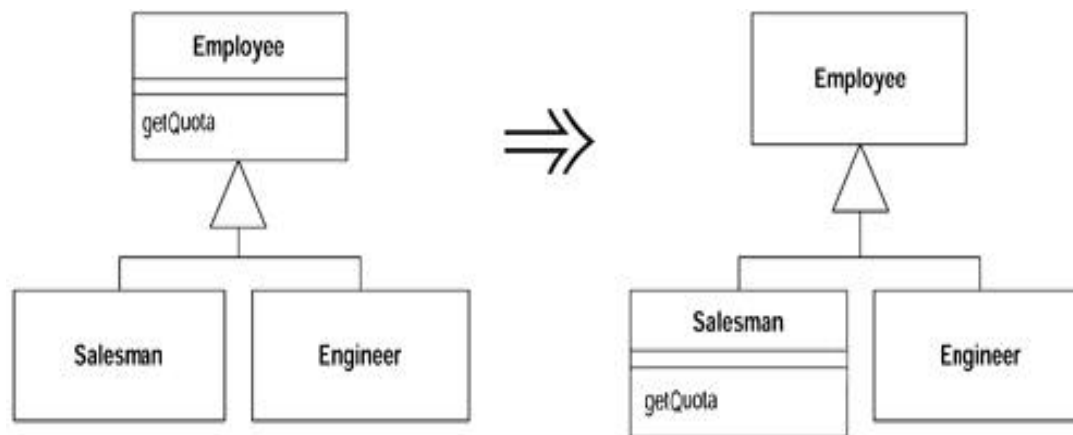 Employee
getQuota
Salesman
Engineer
Employee
Salesman
getQuota
Engineer